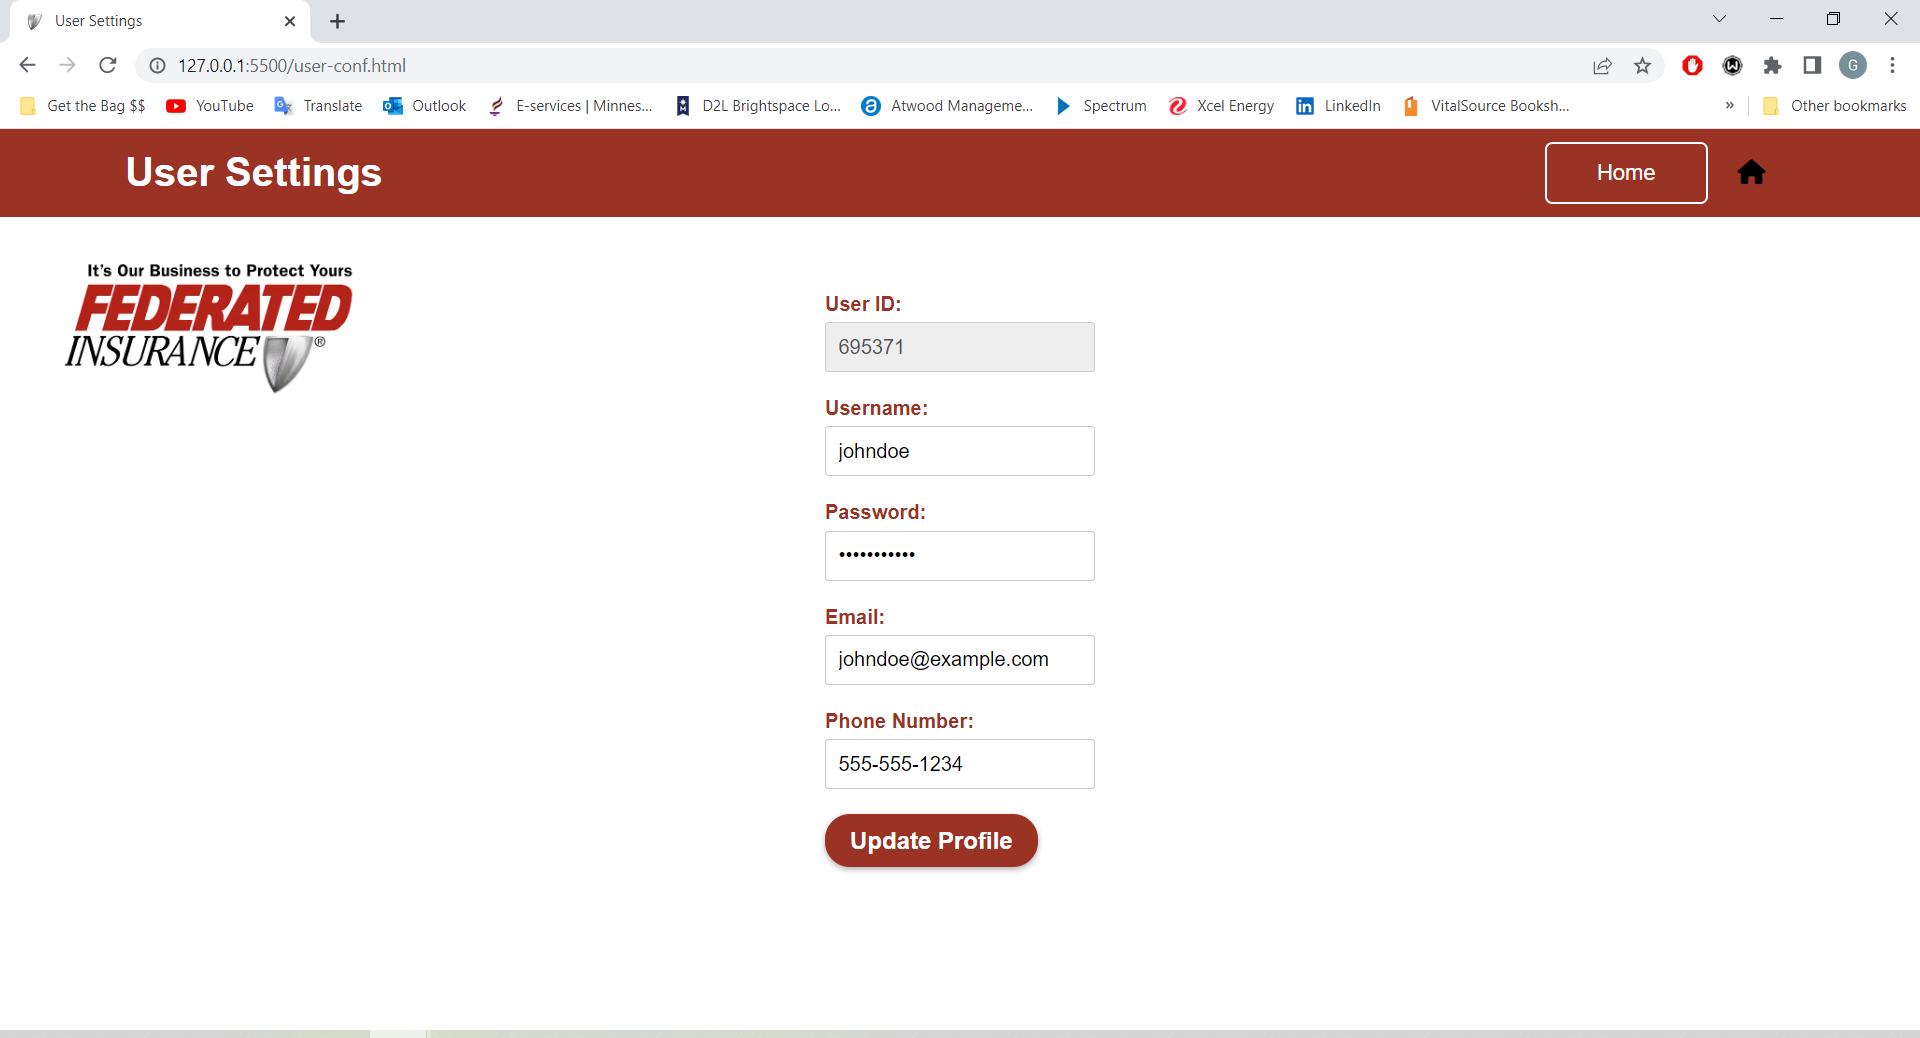 User Settings
127.0.0.1:5500/user-conf.html
G
Get the Bag $$ YouTube Translate Outlook E-services | Minnes... D2L Brightspace Lo... Atwood Manageme... Spectrum Xcel Energy LinkedIn VitalSource Booksh... » Other bookmarks
User Settings
Home
It's Our Business to Protect Yours
FEDERATED
INSURANCE®
User ID:
695371
Username:
johndoe
Password:
•••••••••••
Email:
johndoe@example.com
Phone Number:
555-555-1234
Update Profile